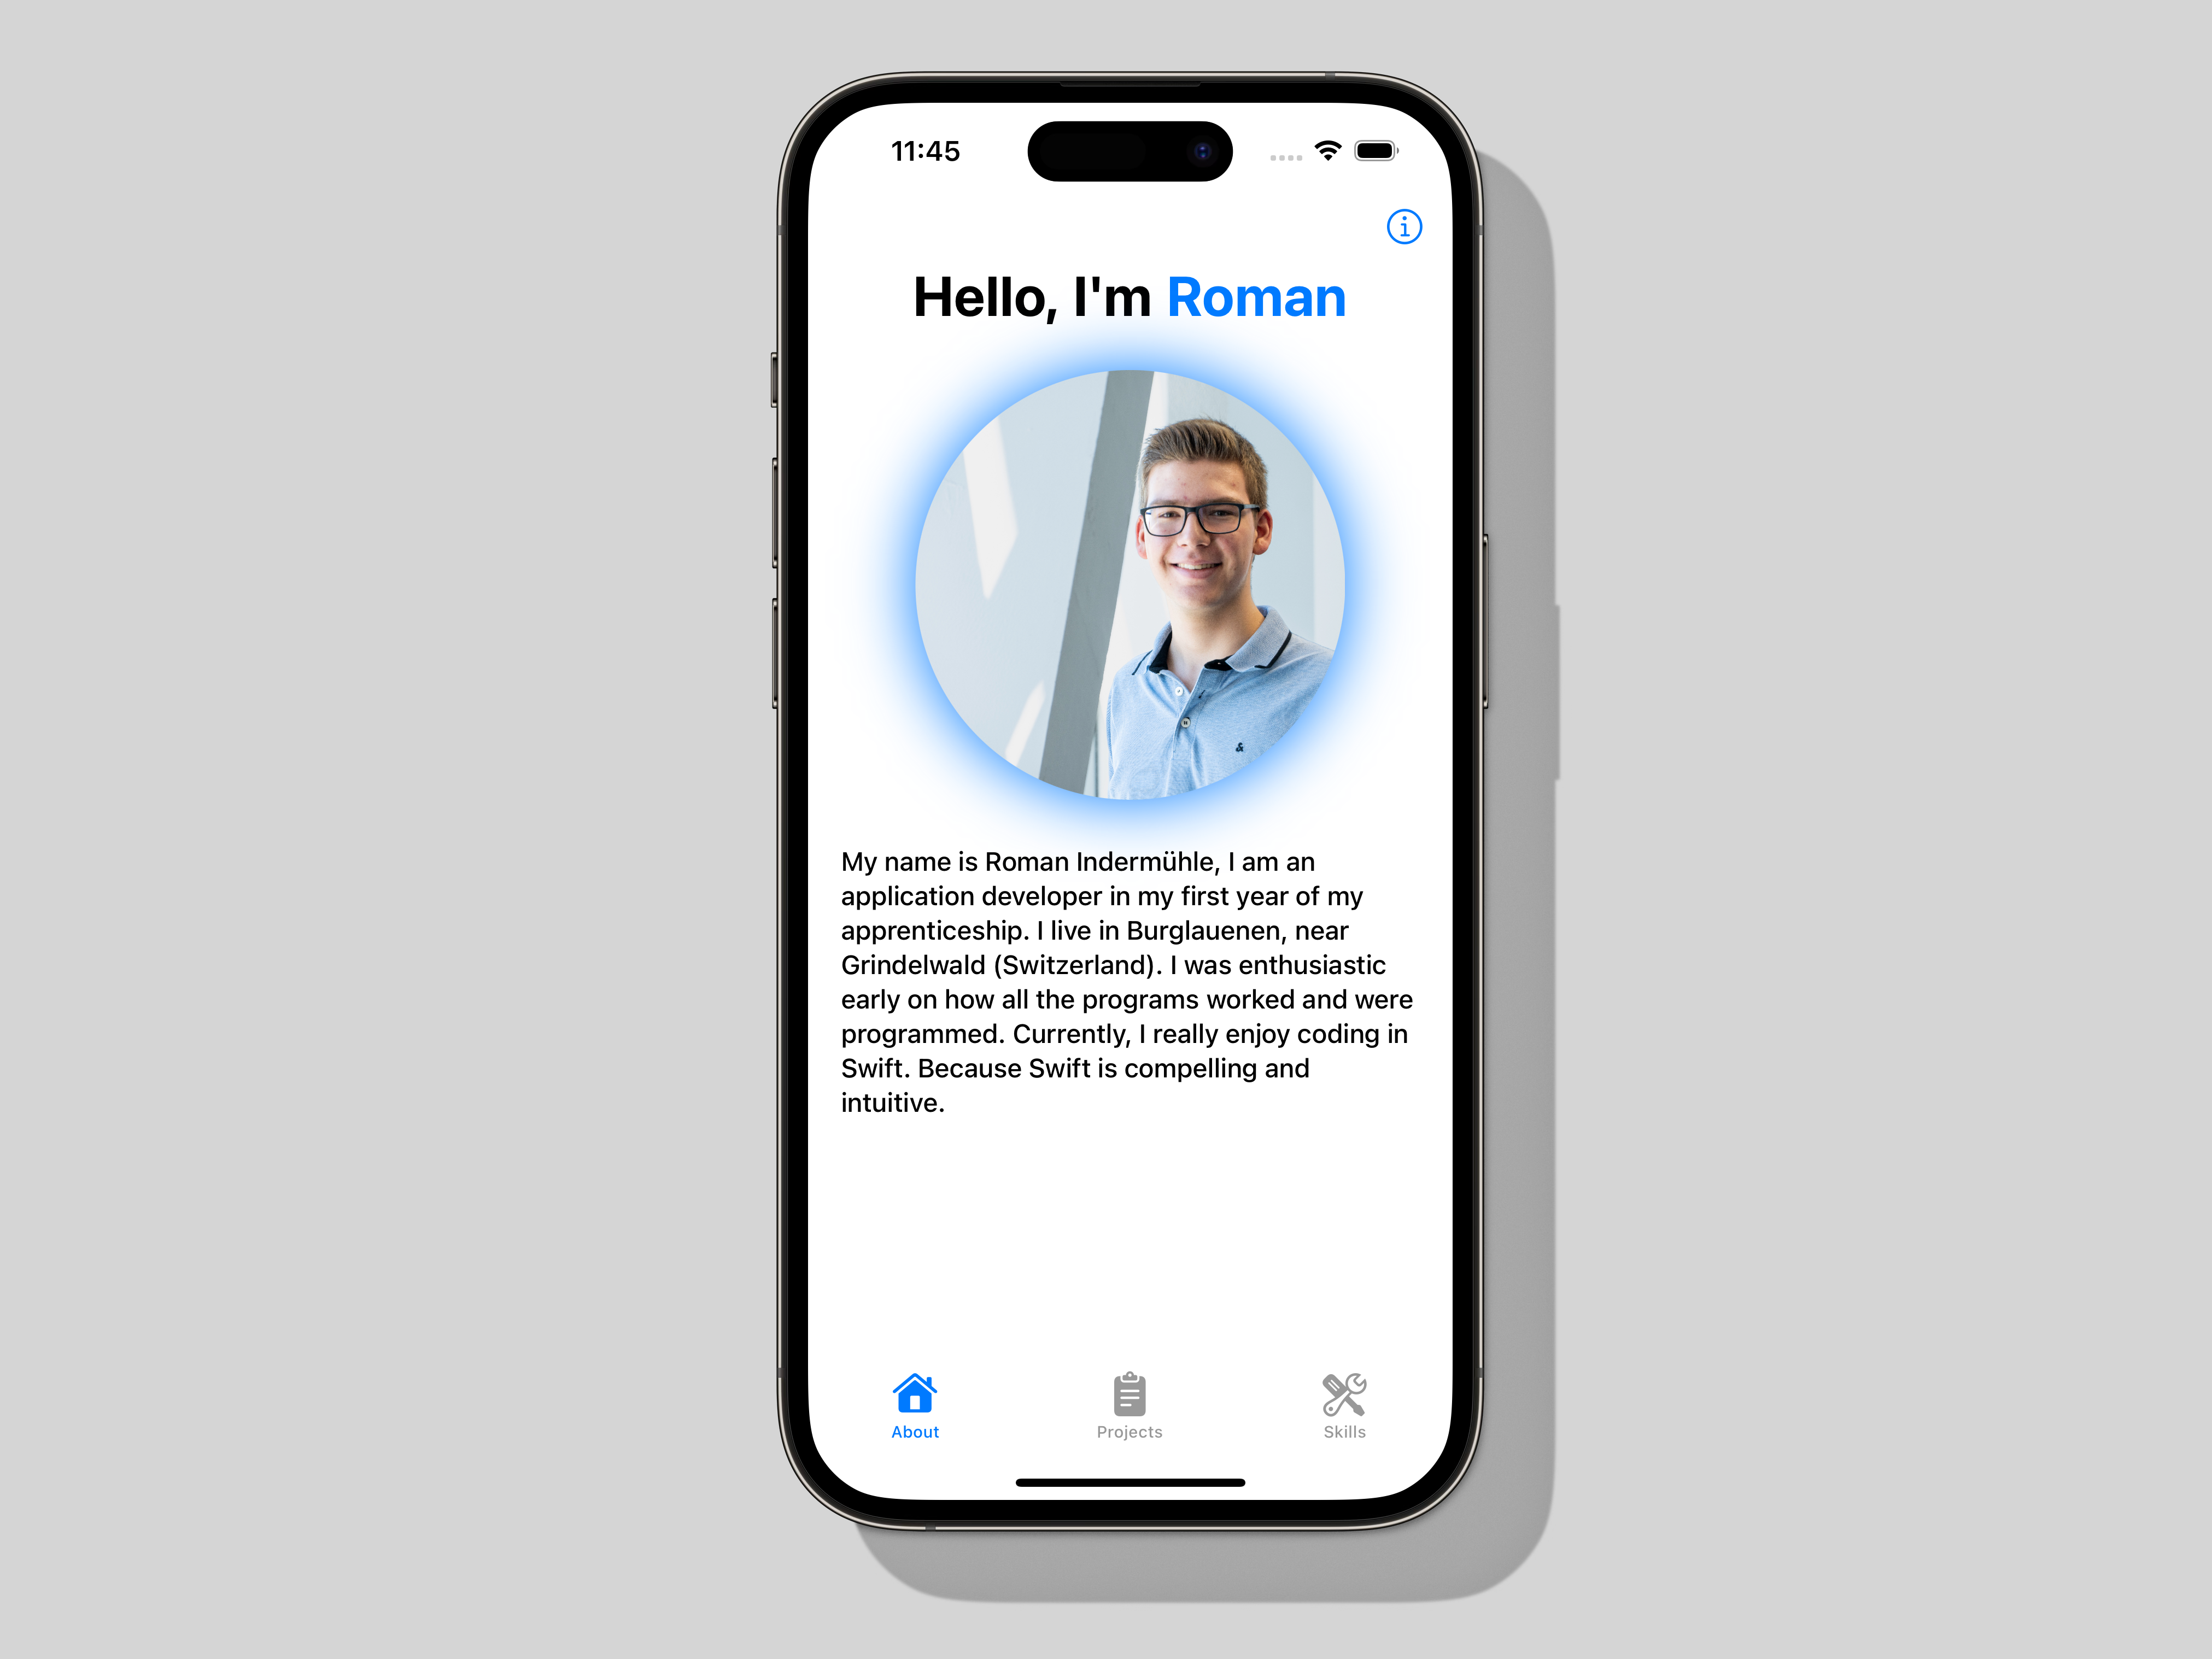 11:45
Hello, I'm Roman
My name is Roman Indermühle, I am an
application developer in my first year of my
apprenticeship. I live in Burglauenen, near
Grindelwald (Switzerland). I was enthusiastic
early on how all the programs worked and were
programmed. Currently, I really enjoy coding in
Swift. Because Swift is compelling and
intuitive.
About
Projects
Skills